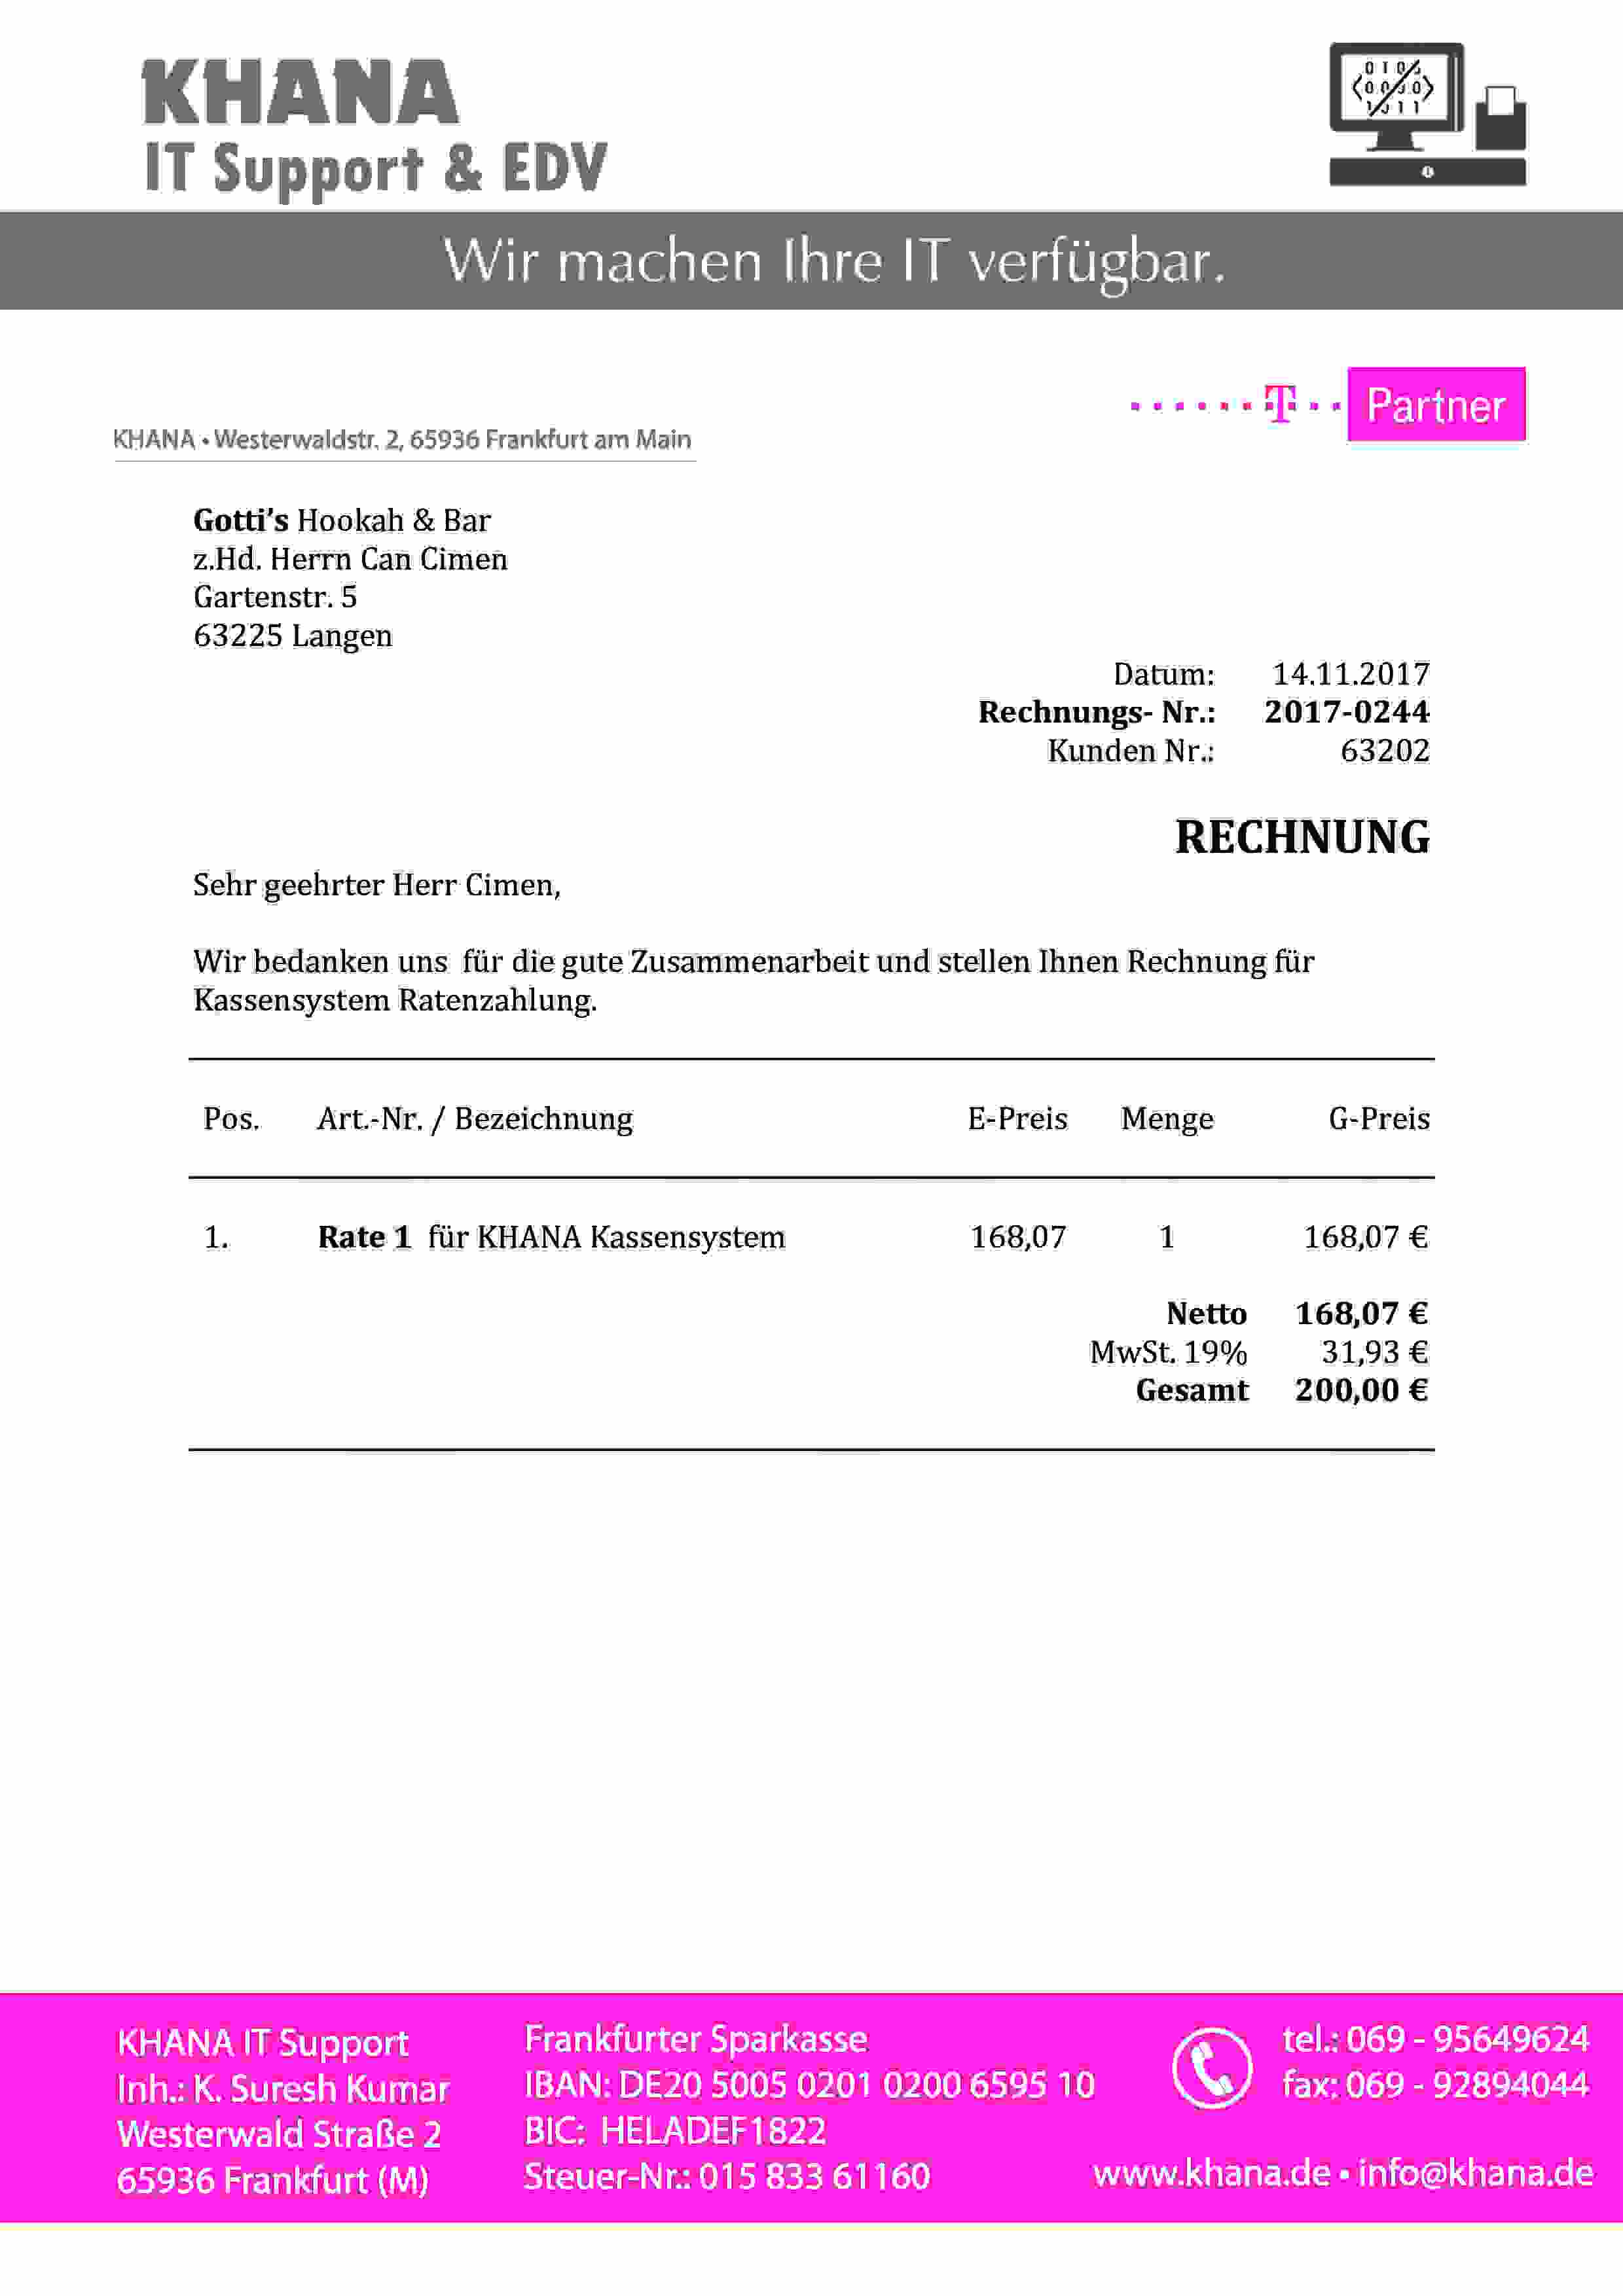 KHANA
IT Support & EDV
Wir machen Ihre IT verfügbar.
T Partner
KHANA • Westerwaldstr. 2, 65936 Frankfurt am Main
Gotti's Hookah & Bar
z.Hd. Herrn Can Cimen
Gartenstr. 5
63225 Langen
Datum: 14.11.2017
Rechnungs- Nr.: 2017-0244
Kunden Nr.: 63202
RECHNUNG
Sehr geehrter Herr Cimen,
Wir bedanken uns für die gute Zusammenarbeit und stellen Ihnen Rechnung für
Kassensystem Ratenzahlung.
Pos. Art.-Nr. / Bezeichnung E-Preis Menge G-Preis
1. Rate 1 für KHANA Kassensystem 168,07 1 168,07 €
Netto 168,07 €
MwSt. 19% 31,93 €
Gesamt 200,00 €
KHANA IT Support
Inh.: K. Suresh Kumar
Westerwald Straße 2
65936 Frankfurt (M)
Frankfurter Sparkasse
IBAN: DE20 5005 0201 0200 6595 10
BIC: HELADEF1822
Steuer-Nr.: 015 833 61160
tel.: 069 - 95649624
fax: 069 - 92894044
www.khana.de • info@khana.de